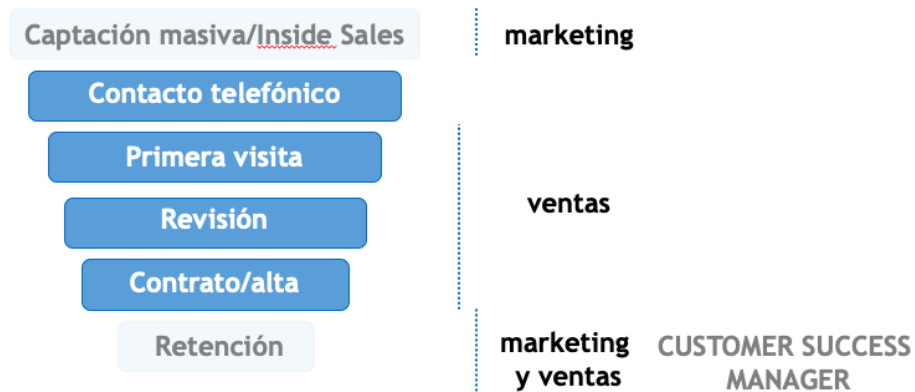 Captación masiva/Inside Sales
marketing
Contacto telefónico
Primera visita
ventas
Revisión
Contrato/alta
Retención
marketing
y ventas
CUSTOMER SUCCESS
MANAGER